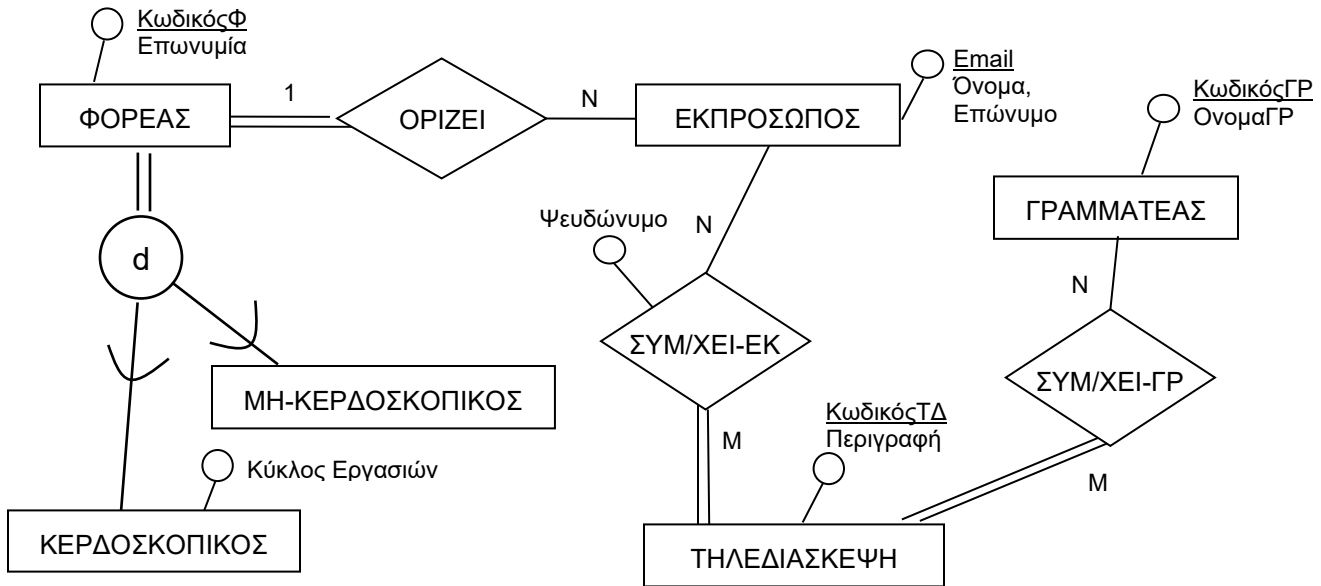 ΚωδικόςΦ
Επωνυμία
ΦΟΡΕΑΣ
1
ΟΡΙΖΕΙ
N
ΕΚΠΡΟΣΩΠΟΣ
Email
Όνομα,
Επώνυμο
ΚωδικόςΓΡ
ΟνομαΓΡ
ΓΡΑΜΜΑΤΕΑΣ
d
Ψευδώνυμο
N
N
ΣΥΜ/ΧΕΙ-ΕΚ
ΣΥΜ/ΧΕΙ-ΓΡ
ΜΗ-ΚΕΡΔΟΣΚΟΠΙΚΟΣ
M
ΚωδικόςΤΔ
Περιγραφή
M
Κύκλος Εργασιών
ΚΕΡΔΟΣΚΟΠΙΚΟΣ
ΤΗΛΕΔΙΑΣΚΕΨΗ